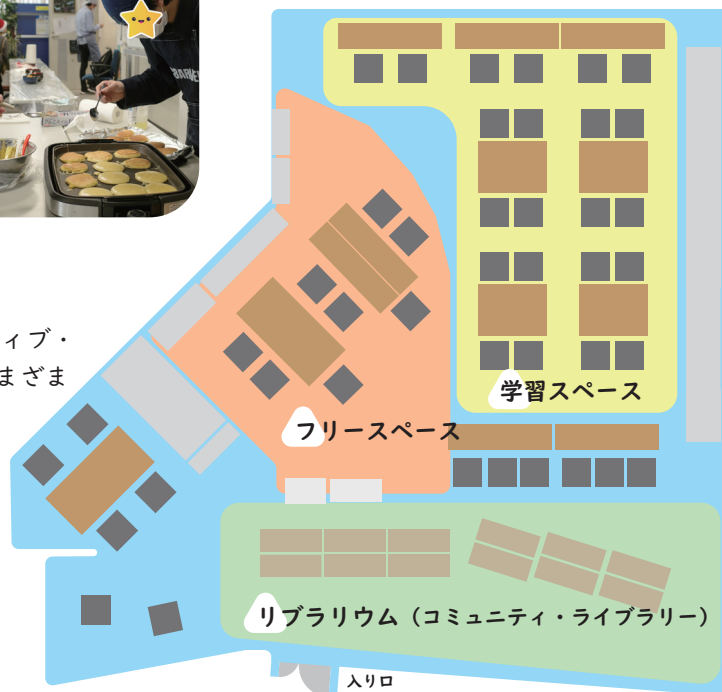 ィブ・
まざま
学習スペース
フリースペース
リブラリウム（コミュニティ・ライブラリー）
入り口